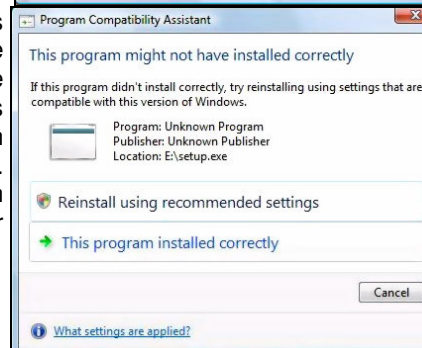 Program Compatibility Assistant
This program might not have installed correctly
If this program didn't install correctly, try reinstalling using settings that are
compatible with this version of Windows.
Program: Unknown Program
Publisher: Unknown Publisher
Location: E:\setup.exe
Reinstall using recommended settings
This program installed correctly
Cancel
What settings are applied?